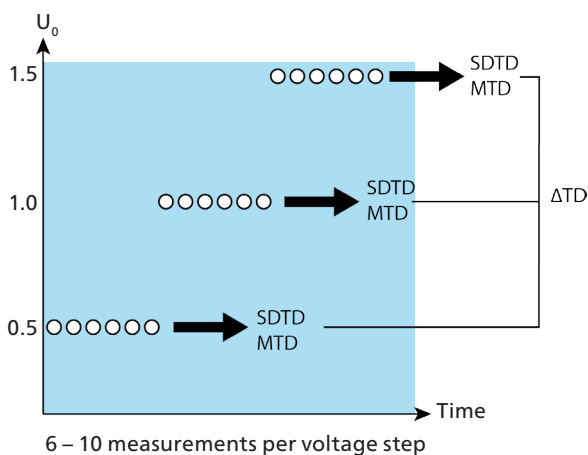 U0
1.5
SDTD
MTD
1.0
SDTD
MTD
ΔTD
0.5
SDTD
MTD
Time
6 – 10 measurements per voltage step